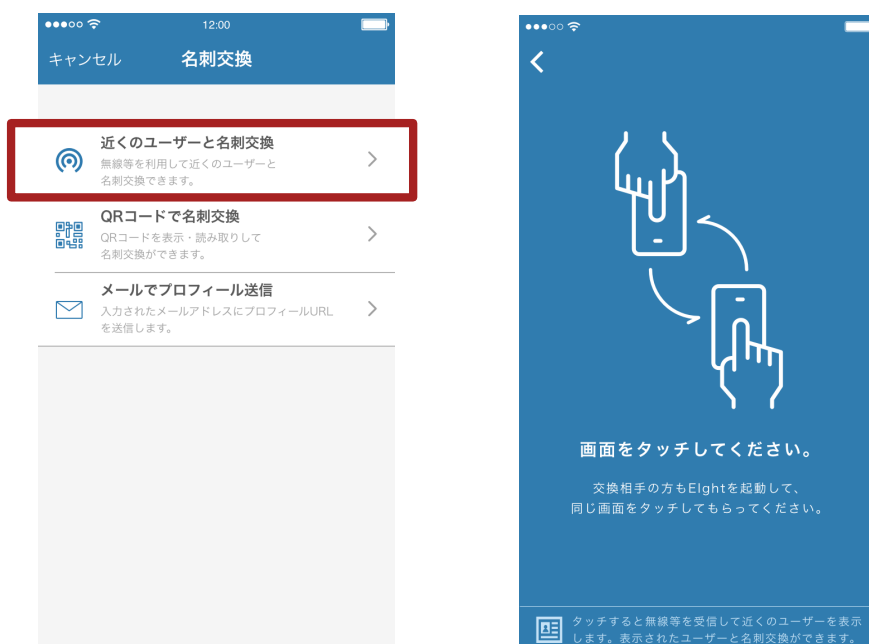 12:00
キャンセル 名刺交換
近くのユーザーと名刺交換
無線等を利用して近くのユーザーと
名刺交換できます。
QRコードで名刺交換
QRコードを表示・読み取りして
名刺交換ができます。
メールでプロフィール送信
入力されたメールアドレスにプロフィールURL
を送信します。
画面をタッチしてください。
交換相手の方もEIghtを起動して、
同じ画面をタッチしてもらってください。
タッチすると無線等を受信して近くのユーザーを表示
します。表示されたユーザーと名刺交換ができます。